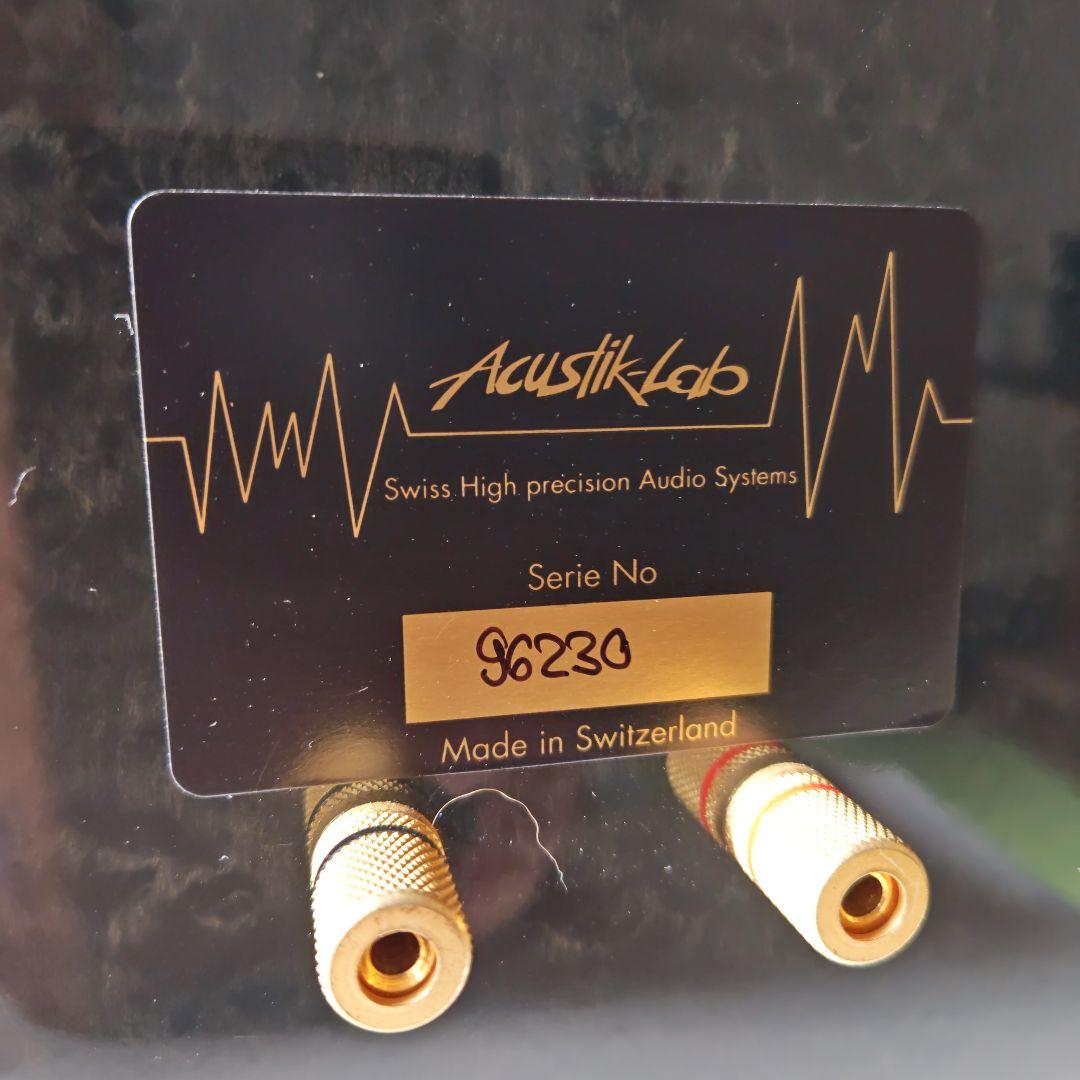 Acustik-Lab
Swiss High precision Audio Systems
Serie No
96230
Made in Switzerland